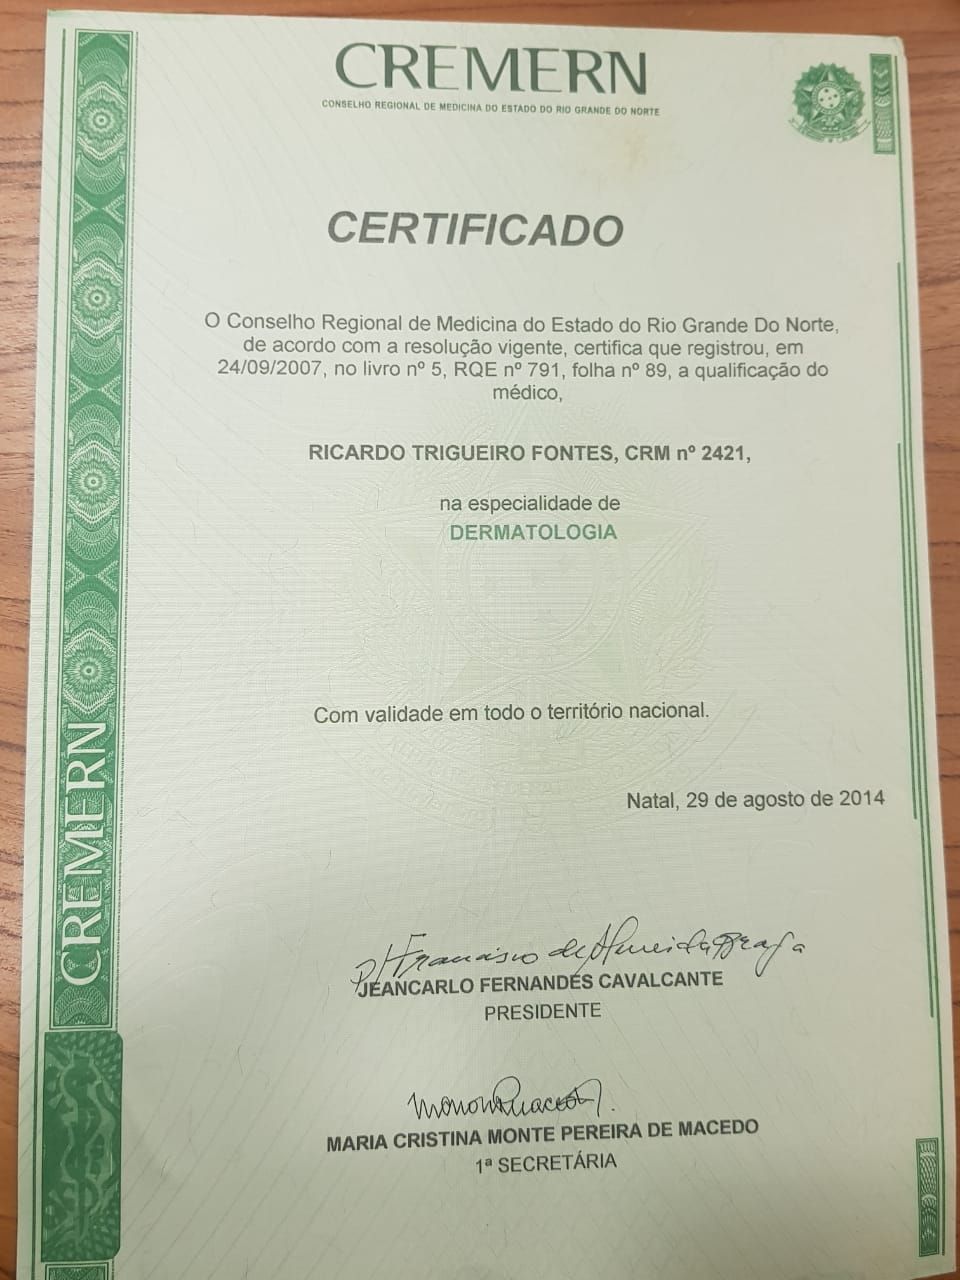 CREMERN
CONSELHO REGIONAL DE MEDICINA DO ESTADO DO RIO GRANDE DO NORTE
CERTIFICADO
O Conselho Regional de Medicina do Estado do Rio Grande Do Norte,
de acordo com a resolução vigente, certifica que registrou, em
24/09/2007, no livro nº 5, RQE nº 791, folha nº 89, a qualificação do
médico,
RICARDO TRIGUEIRO FONTES, CRM nº 2421,
na especialidade de
DERMATOLOGIA
Com validade em todo o território nacional.
Natal, 29 de agosto de 2014
P/ Francisco de Almeida Braga
JEANCARLO FERNANDES CAVALCANTE
PRESIDENTE
MARIA CRISTINA MONTE PEREIRA DE MACEDO
1ª SECRETÁRIA
CREMERN